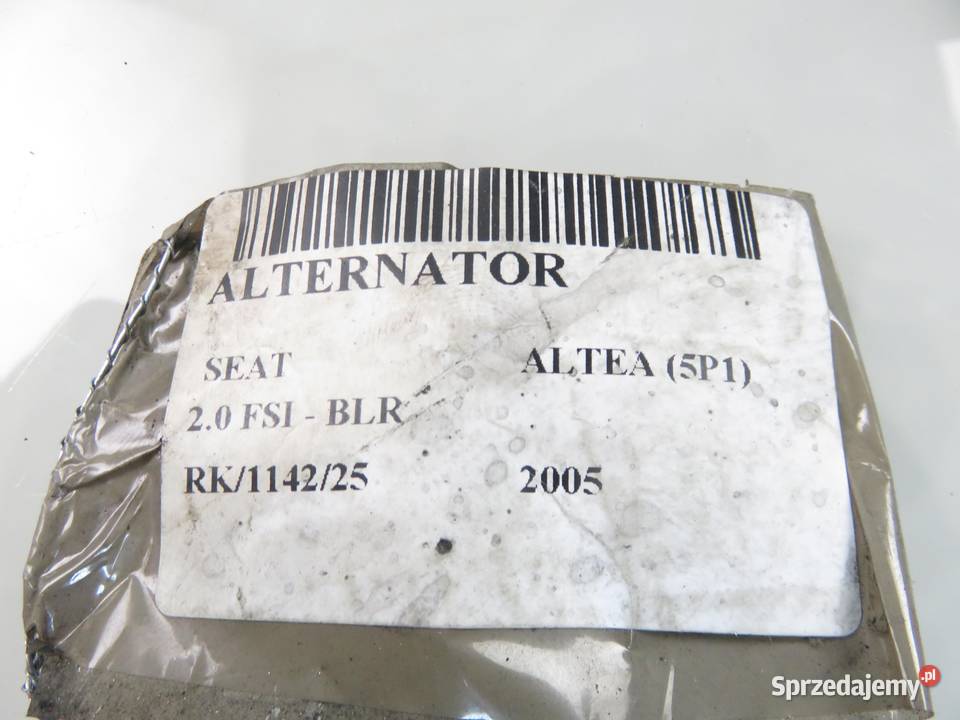 ALTERNATOR
SEAT ALTEA (5P1)
2.0 FSI - BLR
RK/1142/25 2005
Sprzedajemy.pl